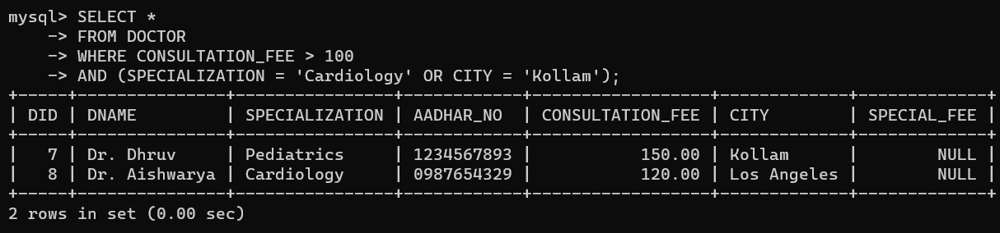 mysql> SELECT *
    -> FROM DOCTOR
    -> WHERE CONSULTATION_FEE > 100
    -> AND (SPECIALIZATION = 'Cardiology' OR CITY = 'Kollam');
+-----+---------------+----------------+------------+------------------+-------------+-------------+
| DID | DNAME         | SPECIALIZATION | AADHAR_NO  | CONSULTATION_FEE | CITY        | SPECIAL_FEE |
+-----+---------------+----------------+------------+------------------+-------------+-------------+
|   7 | Dr. Dhruv     | Pediatrics     | 1234567893 |           150.00 | Kollam      |        NULL |
|   8 | Dr. Aishwarya | Cardiology     | 0987654329 |           120.00 | Los Angeles |        NULL |
+-----+---------------+----------------+------------+------------------+-------------+-------------+
2 rows in set (0.00 sec)